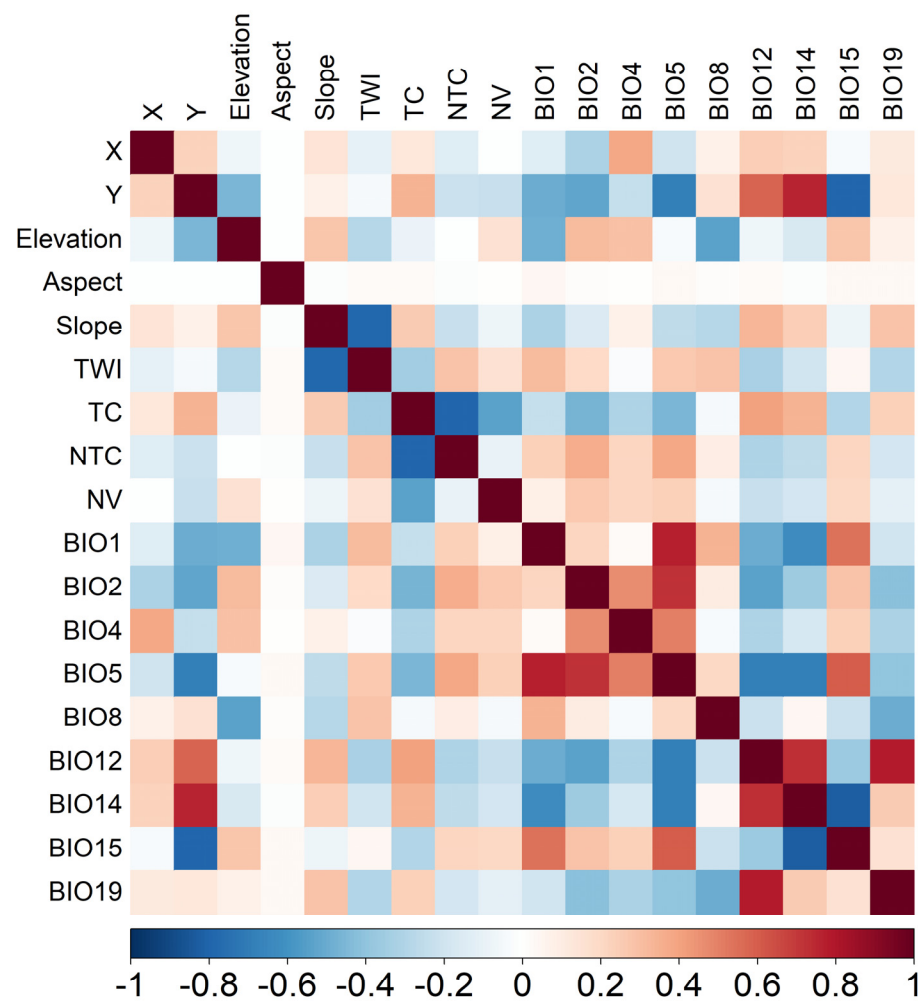 X Y Elevation Aspect Slope TWI TC NTC NV BIO1 BIO2 BIO4 BIO5 BIO8 BIO12 BIO14 BIO15 BIO19
X
Y
Elevation
Aspect
Slope
TWI
TC
NTC
NV
BIO1
BIO2
BIO4
BIO5
BIO8
BIO12
BIO14
BIO15
BIO19
-1 -0.8 -0.6 -0.4 -0.2 0 0.2 0.4 0.6 0.8 1